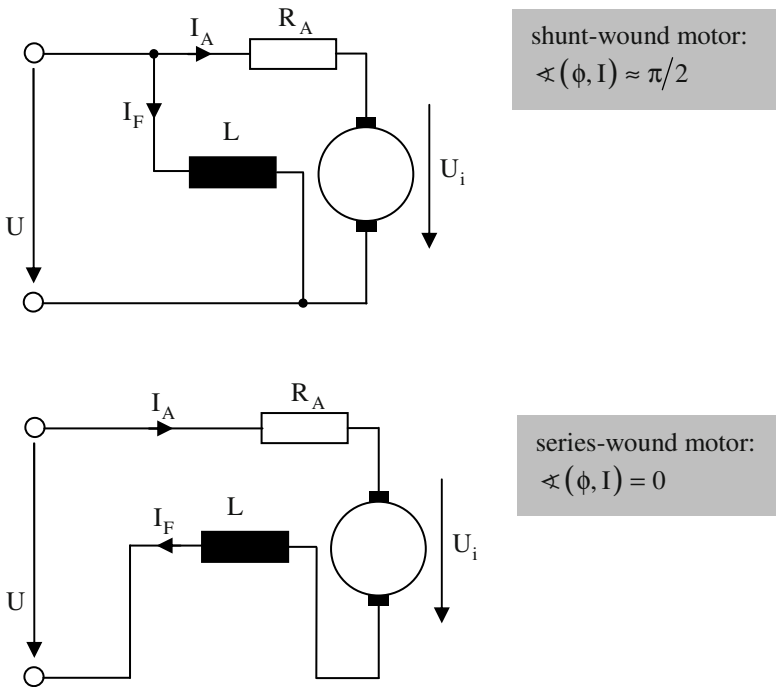 I_A
R_A
shunt-wound motor:
∢(ϕ, I) ≈ π/2
I_F
L
U_i
U
I_A
R_A
series-wound motor:
∢(ϕ, I) = 0
I_F
L
U_i
U